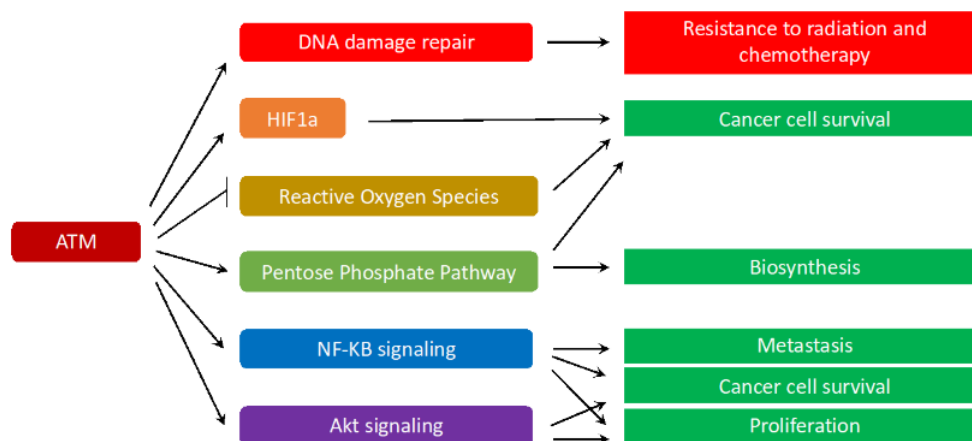 DNA damage repair
Resistance to radiation and
chemotherapy
HIF1a
Cancer cell survival
Reactive Oxygen Species
ATM
Pentose Phosphate Pathway
Biosynthesis
NF-KB signaling
Metastasis
Cancer cell survival
Akt signaling
Proliferation